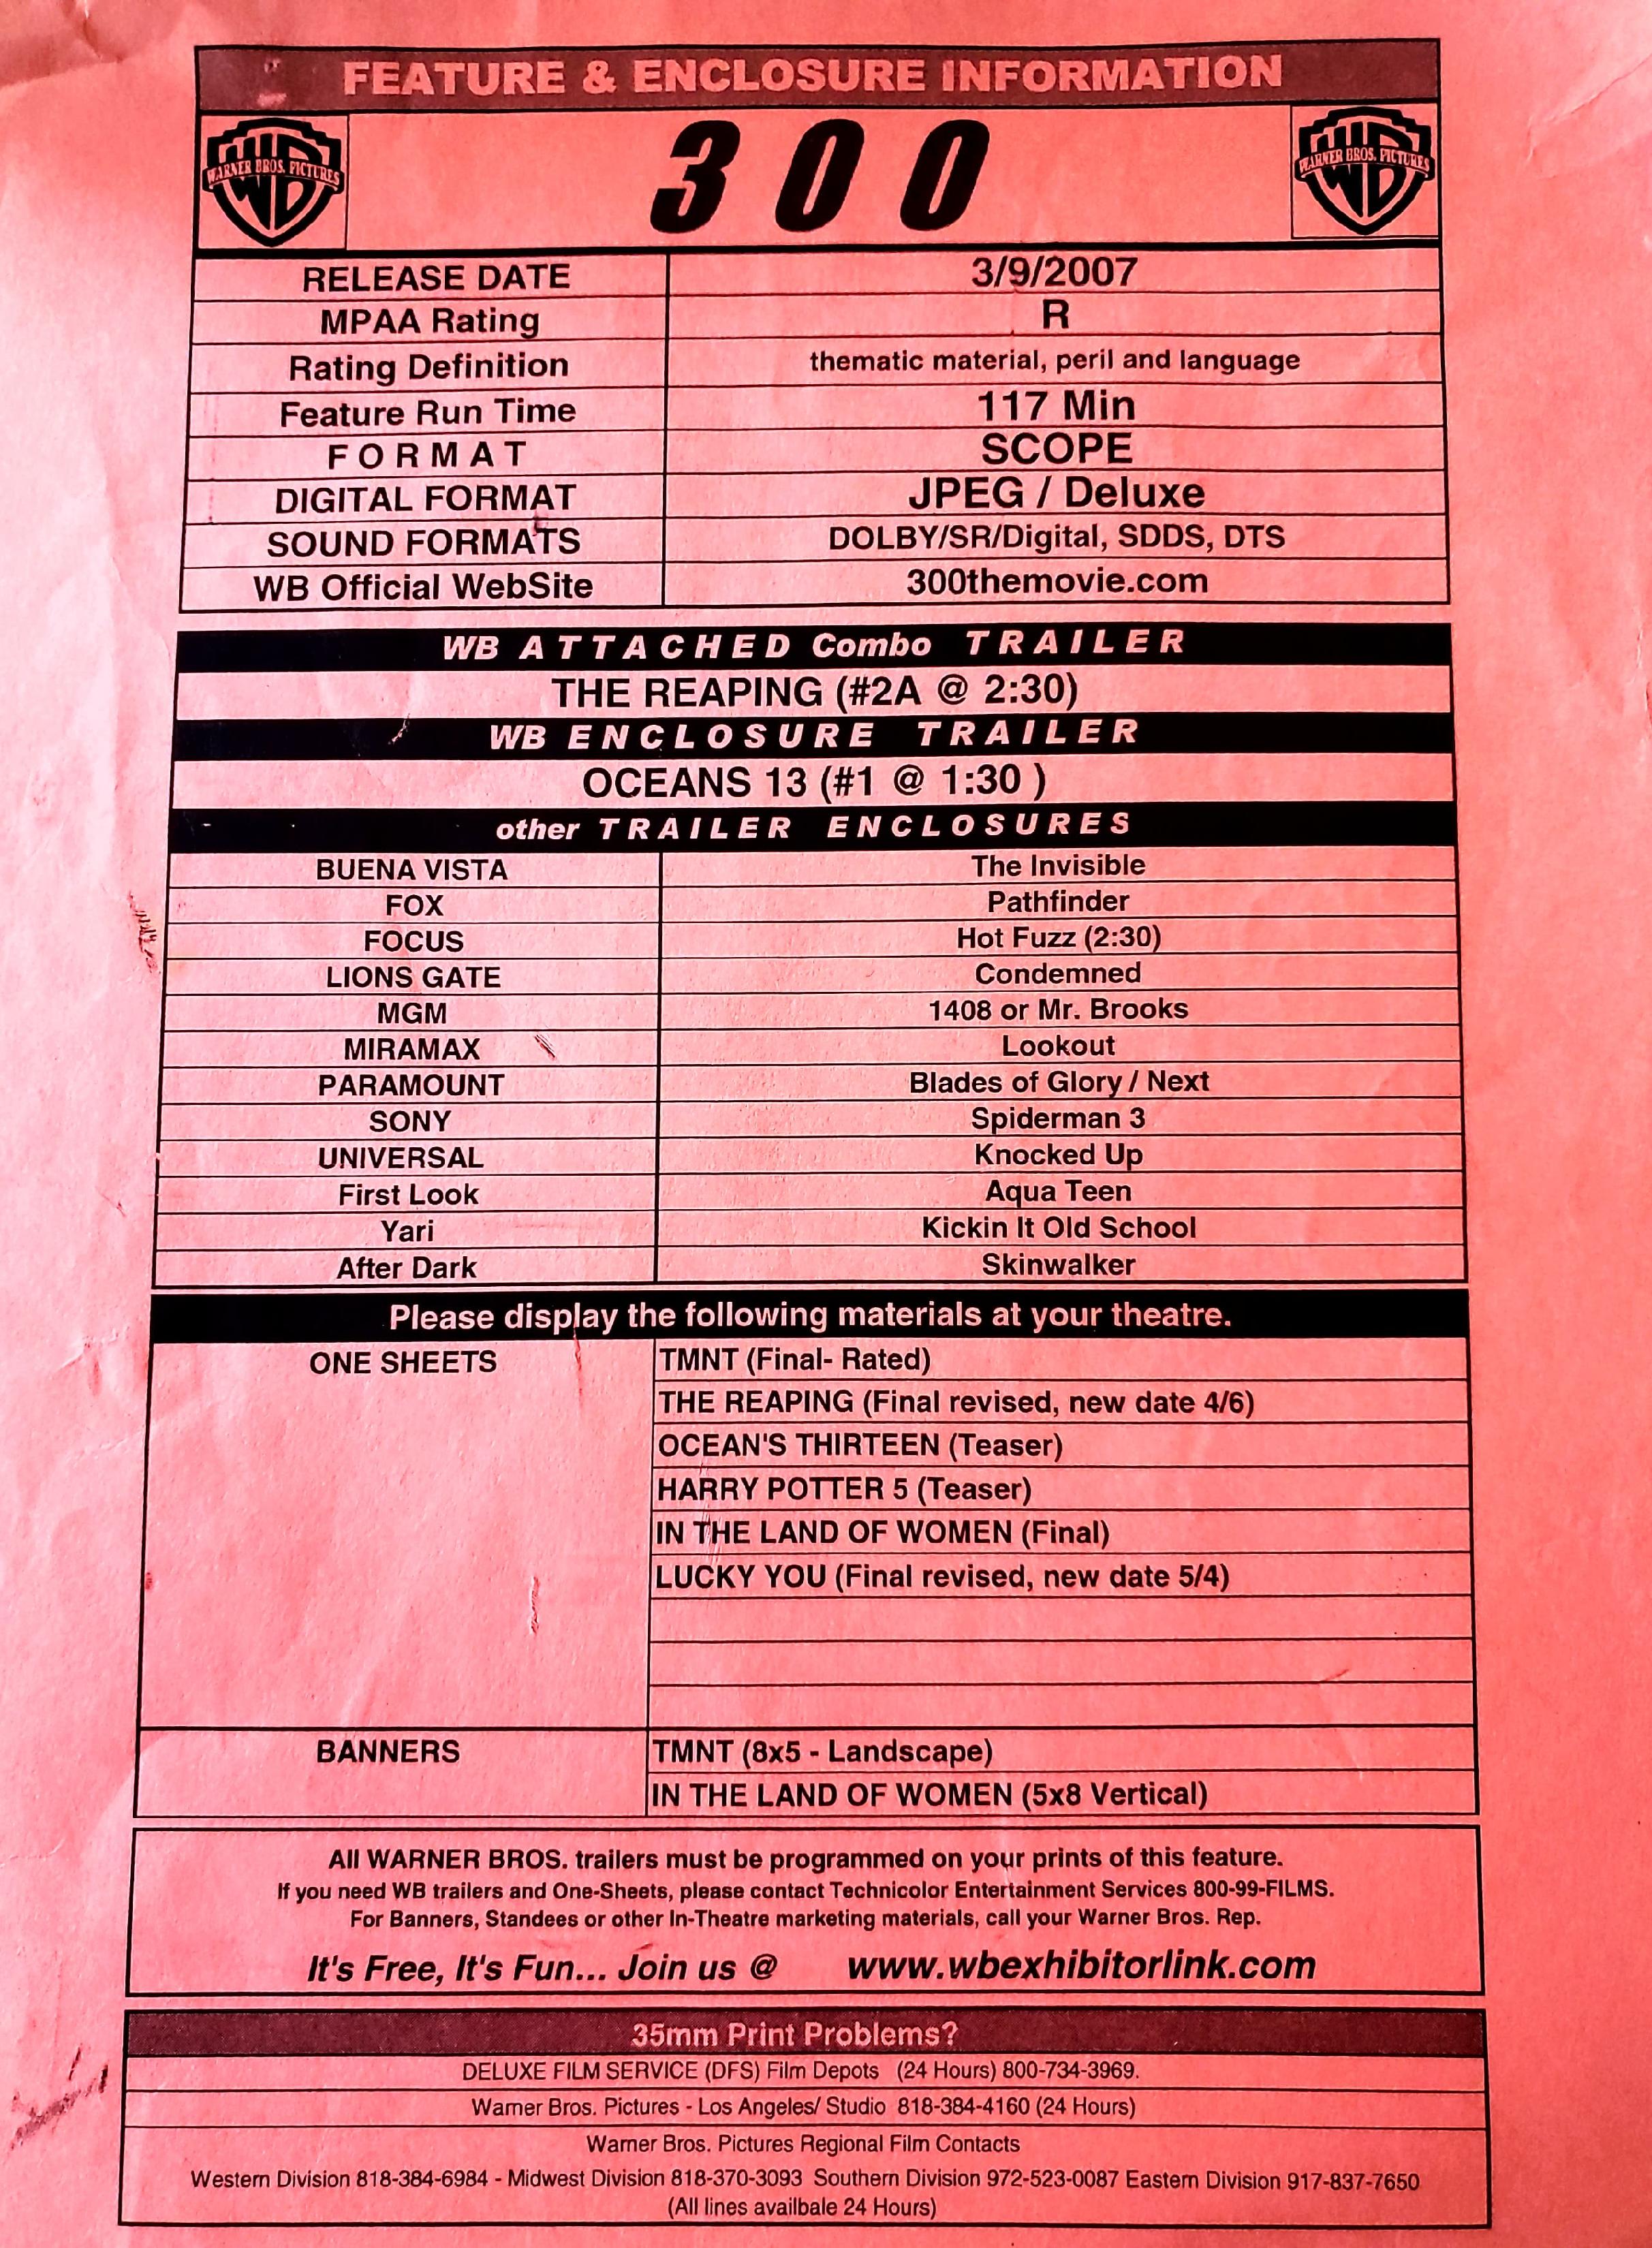 FEATURE & ENCLOSURE INFORMATION
WARNER BROS. PICTURES
300
WARNER BROS. PICTURES
RELEASE DATE 3/9/2007
MPAA Rating R
Rating Definition thematic material, peril and language
Feature Run Time 117 Min
FORMAT SCOPE
DIGITAL FORMAT JPEG / Deluxe
SOUND FORMATS DOLBY/SR/Digital, SDDS, DTS
WB Official WebSite 300themovie.com
WB ATTACHED Combo TRAILER
THE REAPING (#2A @ 2:30)
WB ENCLOSURE TRAILER
OCEANS 13 (#1 @ 1:30 )
other TRAILER ENCLOSURES
BUENA VISTA The Invisible
FOX Pathfinder
FOCUS Hot Fuzz (2:30)
LIONS GATE Condemned
MGM 1408 or Mr. Brooks
MIRAMAX Lookout
PARAMOUNT Blades of Glory / Next
SONY Spiderman 3
UNIVERSAL Knocked Up
First Look Aqua Teen
Yari Kickin It Old School
After Dark Skinwalker
Please display the following materials at your theatre.
ONE SHEETS TMNT (Final- Rated)
THE REAPING (Final revised, new date 4/6)
OCEAN'S THIRTEEN (Teaser)
HARRY POTTER 5 (Teaser)
IN THE LAND OF WOMEN (Final)
LUCKY YOU (Final revised, new date 5/4)
BANNERS TMNT (8x5 - Landscape)
IN THE LAND OF WOMEN (5x8 Vertical)
All WARNER BROS. trailers must be programmed on your prints of this feature.
If you need WB trailers and One-Sheets, please contact Technicolor Entertainment Services 800-99-FILMS.
For Banners, Standees or other In-Theatre marketing materials, call your Warner Bros. Rep.
It's Free, It's Fun... Join us @ www.wbexhibitorlink.com
35mm Print Problems?
DELUXE FILM SERVICE (DFS) Film Depots (24 Hours) 800-734-3969.
Warner Bros. Pictures - Los Angeles/ Studio 818-384-4160 (24 Hours)
Warner Bros. Pictures Regional Film Contacts
Western Division 818-384-6984 - Midwest Division 818-370-3093 Southern Division 972-523-0087 Eastern Division 917-837-7650
(All lines availbale 24 Hours)